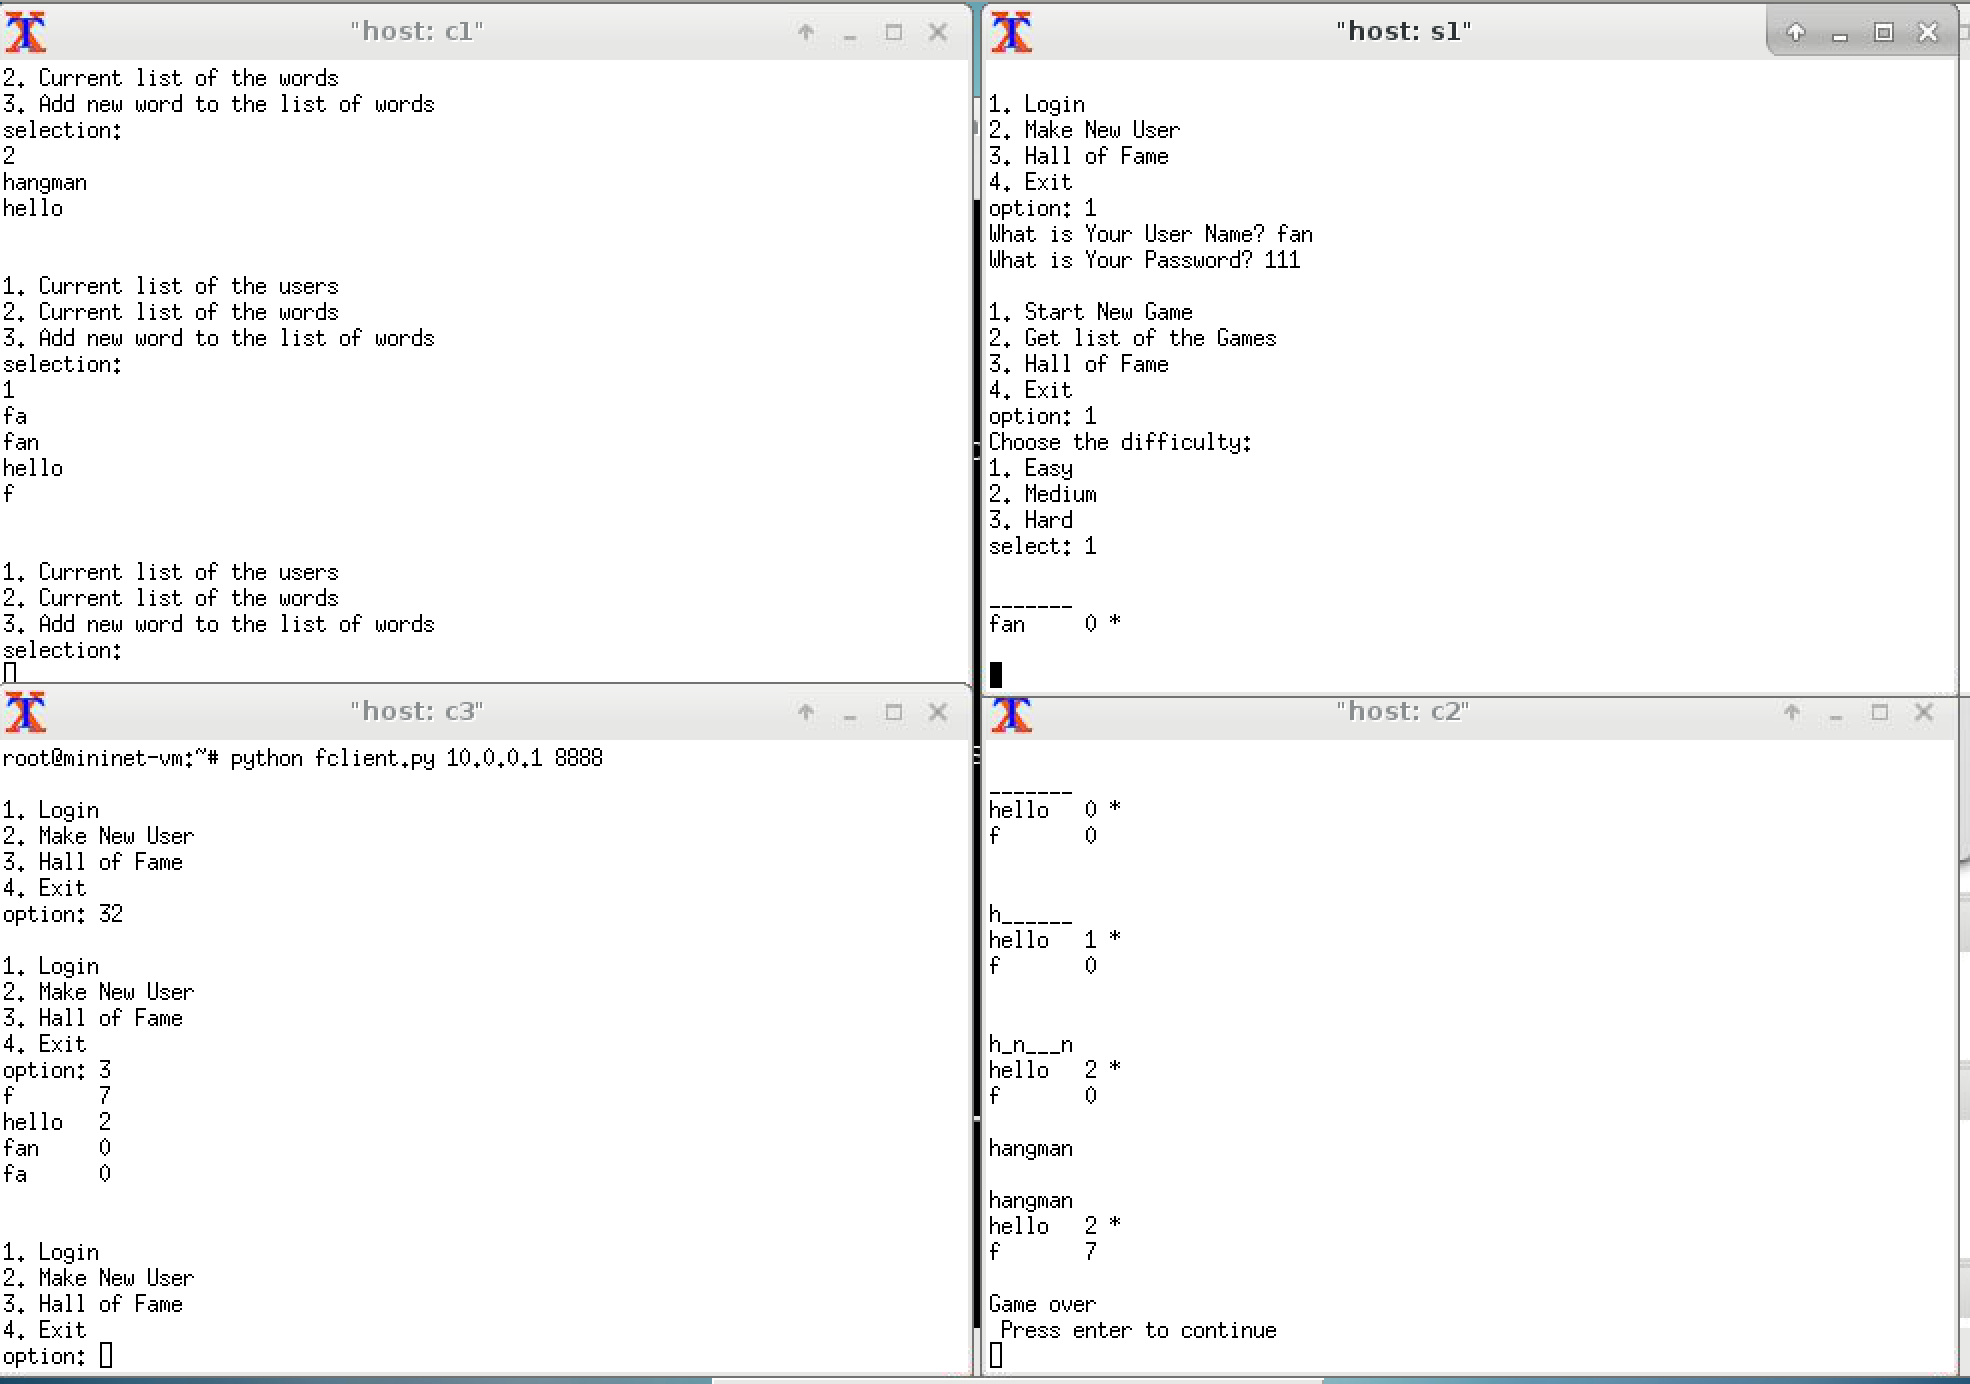 "host: c1"
2. Current list of the words
3. Add new word to the list of words
selection:
2
hangman
hello
1. Current list of the users
2. Current list of the words
3. Add new word to the list of words
selection:
1
fa
fan
hello
f
1. Current list of the users
2. Current list of the words
3. Add new word to the list of words
selection:
"host: s1"
1. Login
2. Make New User
3. Hall of Fame
4. Exit
option: 1
What is Your User Name? fan
What is Your Password? 111
1. Start New Game
2. Get list of the Games
3. Hall of Fame
4. Exit
option: 1
Choose the difficulty:
1. Easy
2. Medium
3. Hard
select: 1
_______
fan     0 *
"host: c3"
root@mininet-vm:~# python fclient.py 10.0.0.1 8888
1. Login
2. Make New User
3. Hall of Fame
4. Exit
option: 32
1. Login
2. Make New User
3. Hall of Fame
4. Exit
option: 3
f       7
hello   2
fan     0
fa      0
1. Login
2. Make New User
3. Hall of Fame
4. Exit
option:
"host: c2"
_______
hello   0 *
f       0
h______
hello   1 *
f       0
h_n___n
hello   2 *
f       0
hangman
hangman
hello   2 *
f       7
Game over
Press enter to continue